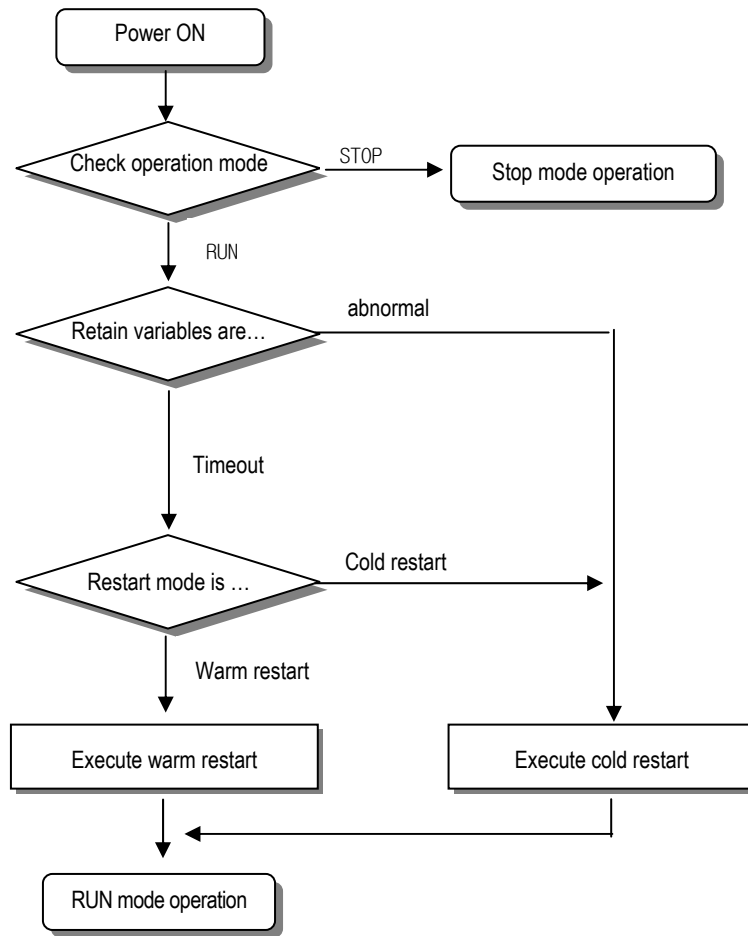 Power ON
Check operation mode
STOP
Stop mode operation
RUN
Retain variables are…
abnormal
Timeout
Restart mode is …
Cold restart
Warm restart
Execute warm restart
Execute cold restart
RUN mode operation